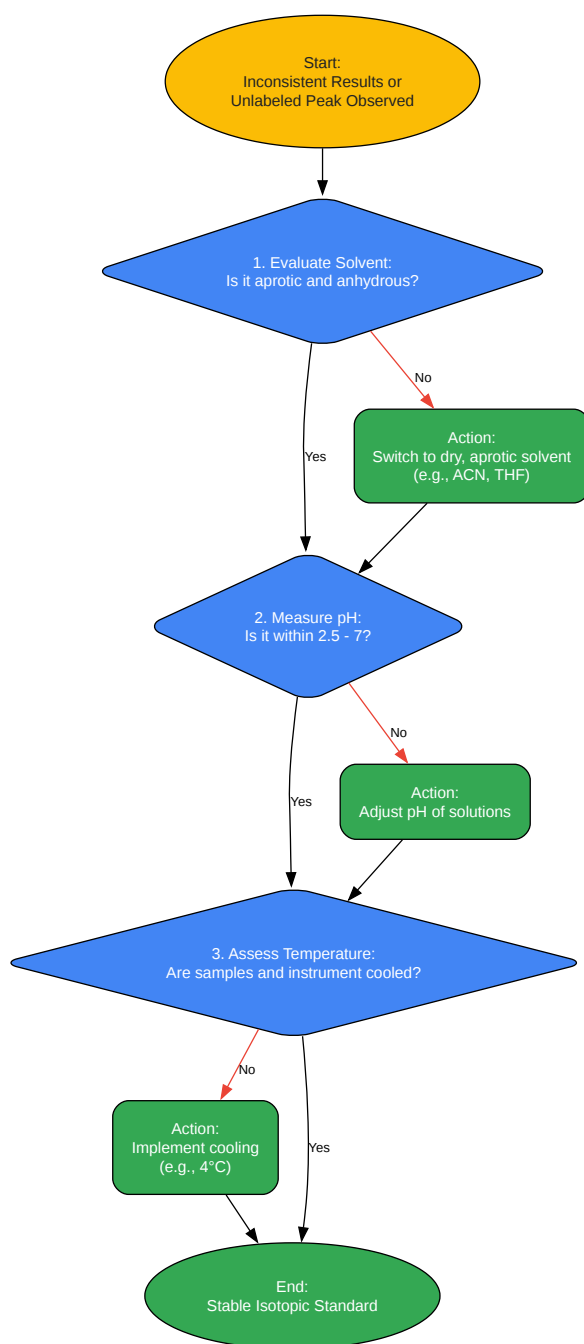 Start:
Inconsistent Results or
Unlabeled Peak Observed
1. Evaluate Solvent:
Is it aprotic and anhydrous?
No
Action:
Switch to dry, aprotic solvent
(e.g., ACN, THF)
Yes
2. Measure pH:
Is it within 2.5 - 7?
No
Action:
Adjust pH of solutions
Yes
3. Assess Temperature:
Are samples and instrument cooled?
No
Action:
Implement cooling
(e.g., 4°C)
Yes
End:
Stable Isotopic Standard